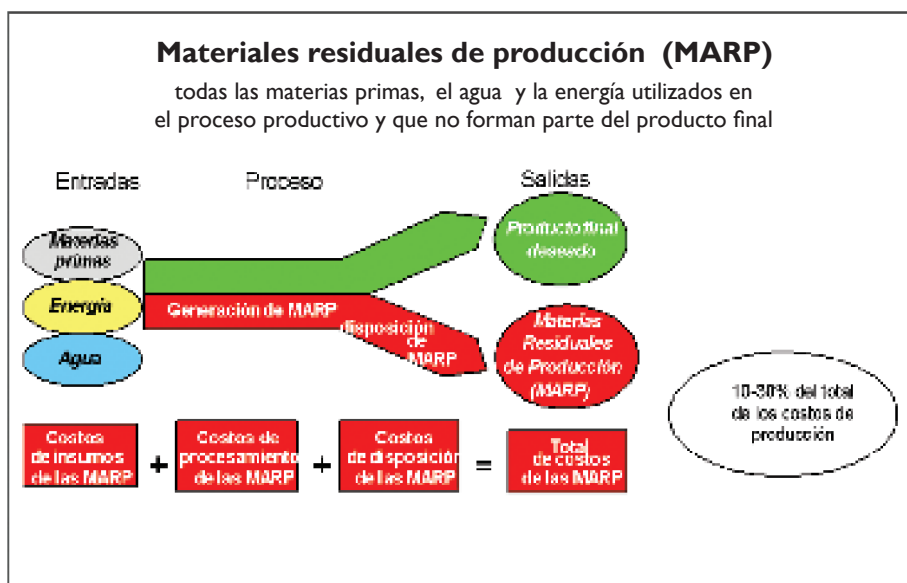 Materiales residuales de producción (MARP)
todas las materias primas, el agua y la energía utilizados en
el proceso productivo y que no forman parte del producto final
Entradas
Proceso
Salidas
Materias
primas
Energía
Agua
Generación de MARP
disposición
de
MARP
Producto final
deseado
Materias
Residuales
de Producción
(MARP)
10-30% del total
de los costos de
producción
Costos
de insumos
de las MARP
+
Costos de
procesamiento
de las MARP
+
Costos
de disposición
de las MARP
=
Total
de costos
de las MARP